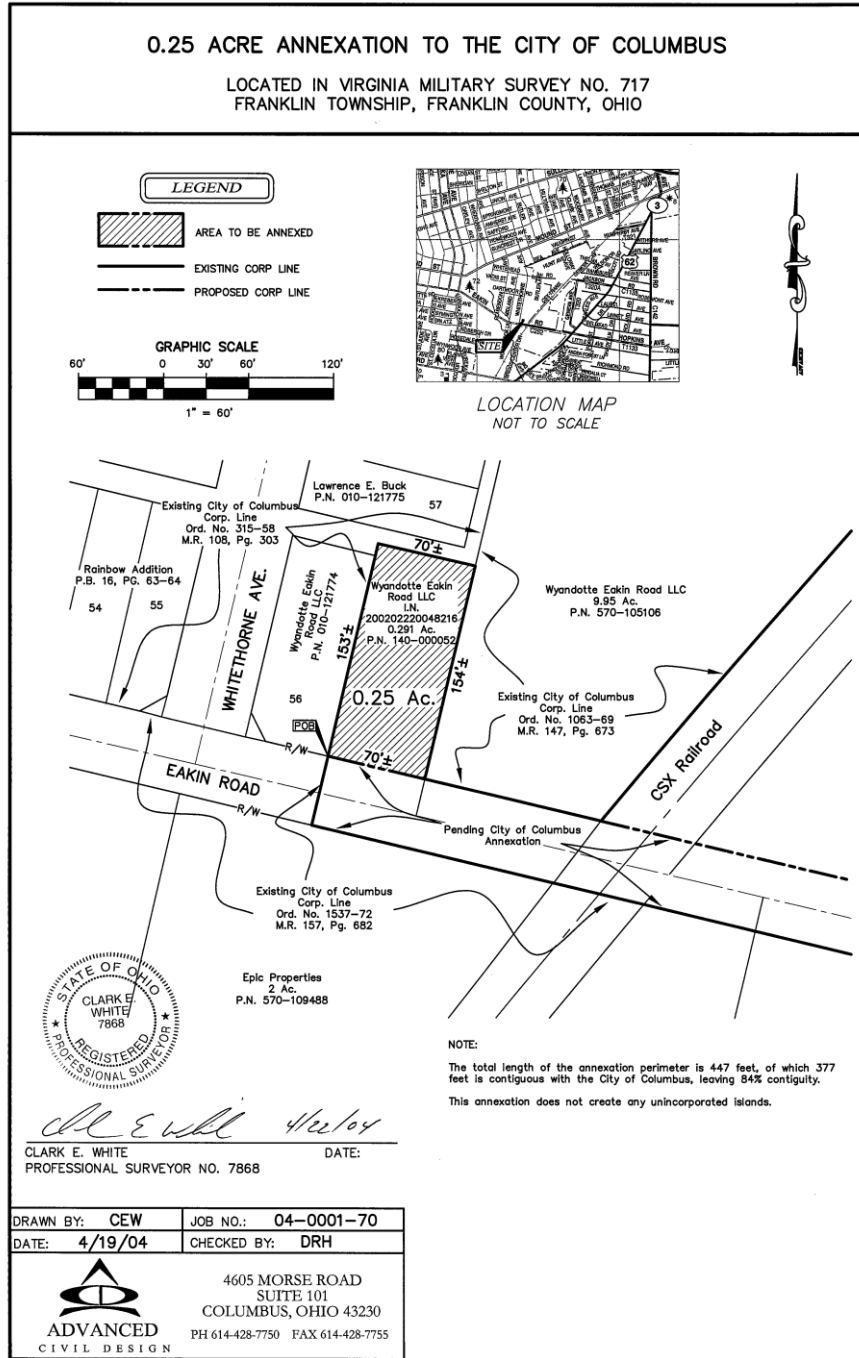 0.25 ACRE ANNEXATION TO THE CITY OF COLUMBUS
LOCATED IN VIRGINIA MILITARY SURVEY NO. 717
FRANKLIN TOWNSHIP, FRANKLIN COUNTY, OHIO
LEGEND
AREA TO BE ANNEXED
EXISTING CORP LINE
PROPOSED CORP LINE
GRAPHIC SCALE
60' 0 30' 60' 120'
1" = 60'
3
62
EAKIN
RD
HOPKINS AVE
BROWN RD
MOUND ST
SITE
LOCATION MAP
NOT TO SCALE
Lawrence E. Buck
P.N. 010-121775
57
Existing City of Columbus
Corp. Line
Ord. No. 315-58
M.R. 108, Pg. 303
Rainbow Addition
P.B. 16, PG. 63-64
54
55
WHITETHORNE AVE.
Wyandotte Eakin
Road LLC
P.N. 010-121774
56
70'±
153'±
154'±
70'±
Wyandotte Eakin
Road LLC
I.N.
200202220048216
0.291 Ac.
P.N. 140-000052
0.25 Ac.
Wyandotte Eakin Road LLC
9.95 Ac.
P.N. 570-105106
Existing City of Columbus
Corp. Line
Ord. No. 1063-69
M.R. 147, Pg. 673
POB
R/W
EAKIN ROAD
R/W
CSX Railroad
Pending City of Columbus
Annexation
Existing City of Columbus
Corp. Line
Ord. No. 1537-72
M.R. 157, Pg. 682
Epic Properties
2 Ac.
P.N. 570-109488
STATE OF OHIO
CLARK E.
WHITE
7868
REGISTERED
PROFESSIONAL SURVEYOR
NOTE:
The total length of the annexation perimeter is 447 feet, of which 377
feet is contiguous with the City of Columbus, leaving 84% contiguity.
This annexation does not create any unincorporated islands.
4/22/04
CLARK E. WHITE DATE:
PROFESSIONAL SURVEYOR NO. 7868
DRAWN BY: CEW JOB NO.: 04-0001-70
DATE: 4/19/04 CHECKED BY: DRH
ADVANCED
CIVIL DESIGN
4605 MORSE ROAD
SUITE 101
COLUMBUS, OHIO 43230
PH 614-428-7750 FAX 614-428-7755